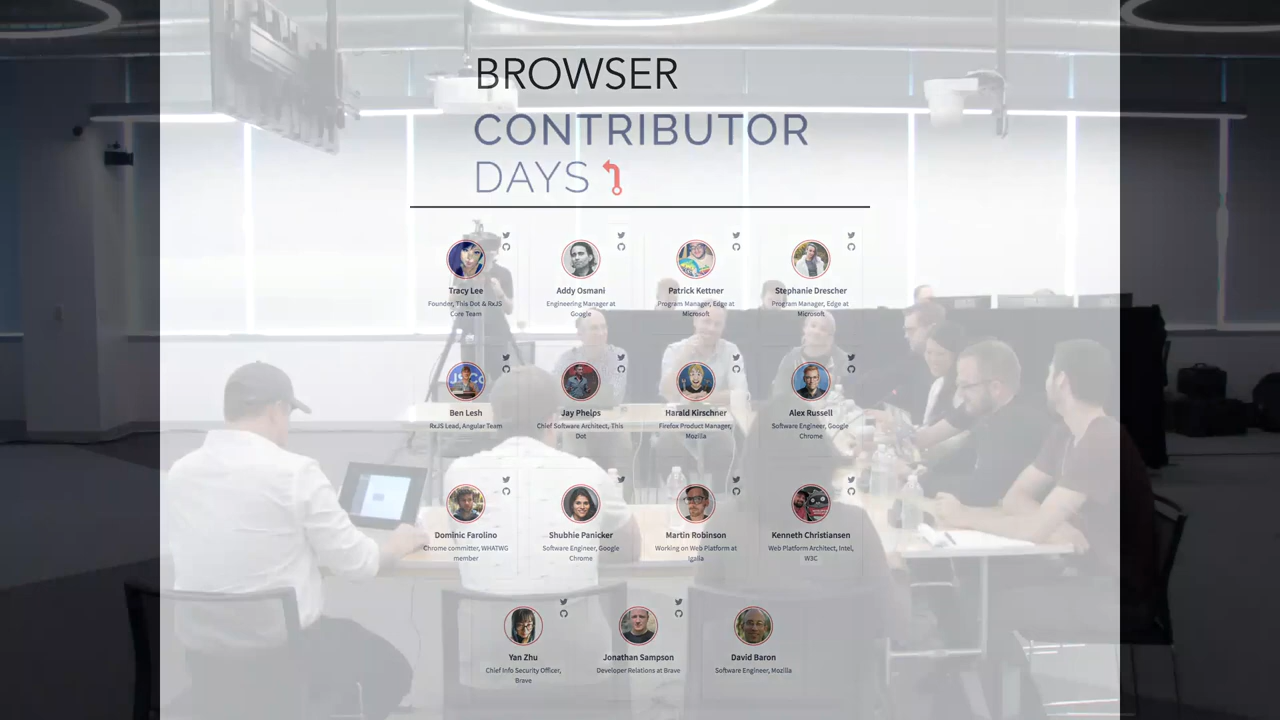 BROWSER
CONTRIBUTOR
DAYS
Tracy Lee
Founder, This Dot & RxJS
Core Team
Addy Osmani
Engineering Manager at
Google
Patrick Kettner
Program Manager, Edge at
Microsoft
Stephanie Drescher
Program Manager, Edge at
Microsoft
Ben Lesh
RxJS Lead, Angular Team
Jay Phelps
Chief Software Architect, This
Dot
Harald Kirschner
Firefox Product Manager,
Mozilla
Alex Russell
Software Engineer, Google
Chrome
Dominic Farolino
Chrome committer, WHATWG
member
Shubhie Panicker
Software Engineer, Google
Chrome
Martin Robinson
Working on Web Platform at
Igalia
Kenneth Christiansen
Web Platform Architect, Intel,
W3C
Yan Zhu
Chief Info Security Officer,
Brave
Jonathan Sampson
Developer Relations at Brave
David Baron
Software Engineer, Mozilla